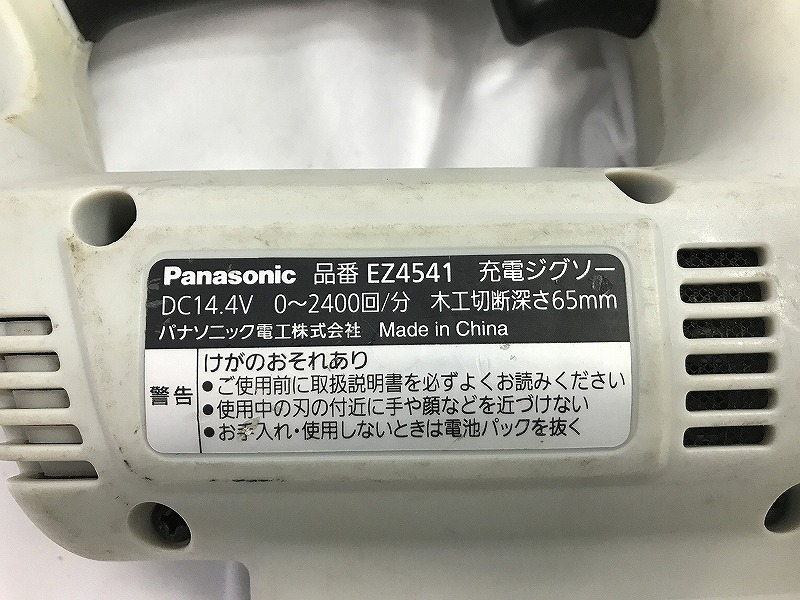 Panasonic 品番 EZ4541 充電ジグソー
DC14.4V 0〜2400回/分 木工切断深さ65mm
パナソニック電工株式会社 Made in China
警告
けがのおそれあり
●ご使用前に取扱説明書を必ずよくお読みください
●使用中の刃の付近に手や顔などを近づけない
●お手入れ・使用しないときは電池パックを抜く